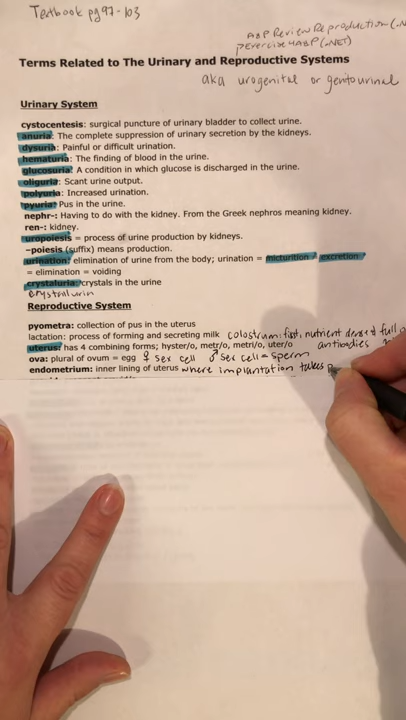 Textbook pg 97-103
A&P Review Reproduction (.N
pExercise 4A&P (.NET)
Terms Related to The Urinary and Reproductive Systems
aka urogenital or genitourinal
Urinary System
cystocentesis: surgical puncture of urinary bladder to collect urine.
anuria: The complete suppression of urinary secretion by the kidneys.
dysuria: Painful or difficult urination.
hematuria: The finding of blood in the urine.
glucosuria: A condition in which glucose is discharged in the urine.
oliguria: Scant urine output.
polyuria: Increased urination.
pyuria: Pus in the urine.
nephr-: Having to do with the kidney. From the Greek nephros meaning kidney.
ren-: kidney.
uropoiesis = process of urine production by kidneys.
-poiesis (suffix) means production.
urination: elimination of urine from the body; urination = micturition / excretion
= elimination = voiding
crystaluria: crystals in the urine
crystalurin
Reproductive System
pyometra: collection of pus in the uterus
lactation: process of forming and secreting milk colostrum: first, nutrient dense & full o
uterus: has 4 combining forms; hyster/o, metr/o, metri/o, uter/o antibodies
ova: plural of ovum = egg ♀ sex cell ♂ sex cell = sperm
endometrium: inner lining of uterus where implantation takes p